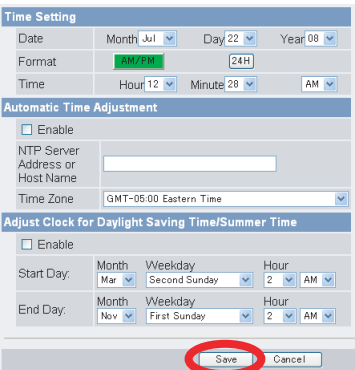 Time Setting
Date Month Jul Day 22 Year 08
Format AM/PM 24H
Time Hour 12 Minute 28 AM
Automatic Time Adjustment
Enable
NTP Server
Address or
Host Name
Time Zone GMT-05:00 Eastern Time
Adjust Clock for Daylight Saving Time/Summer Time
Enable
Month Weekday Hour
Start Day: Mar Second Sunday 2 AM
Month Weekday Hour
End Day: Nov First Sunday 2 AM
Save Cancel